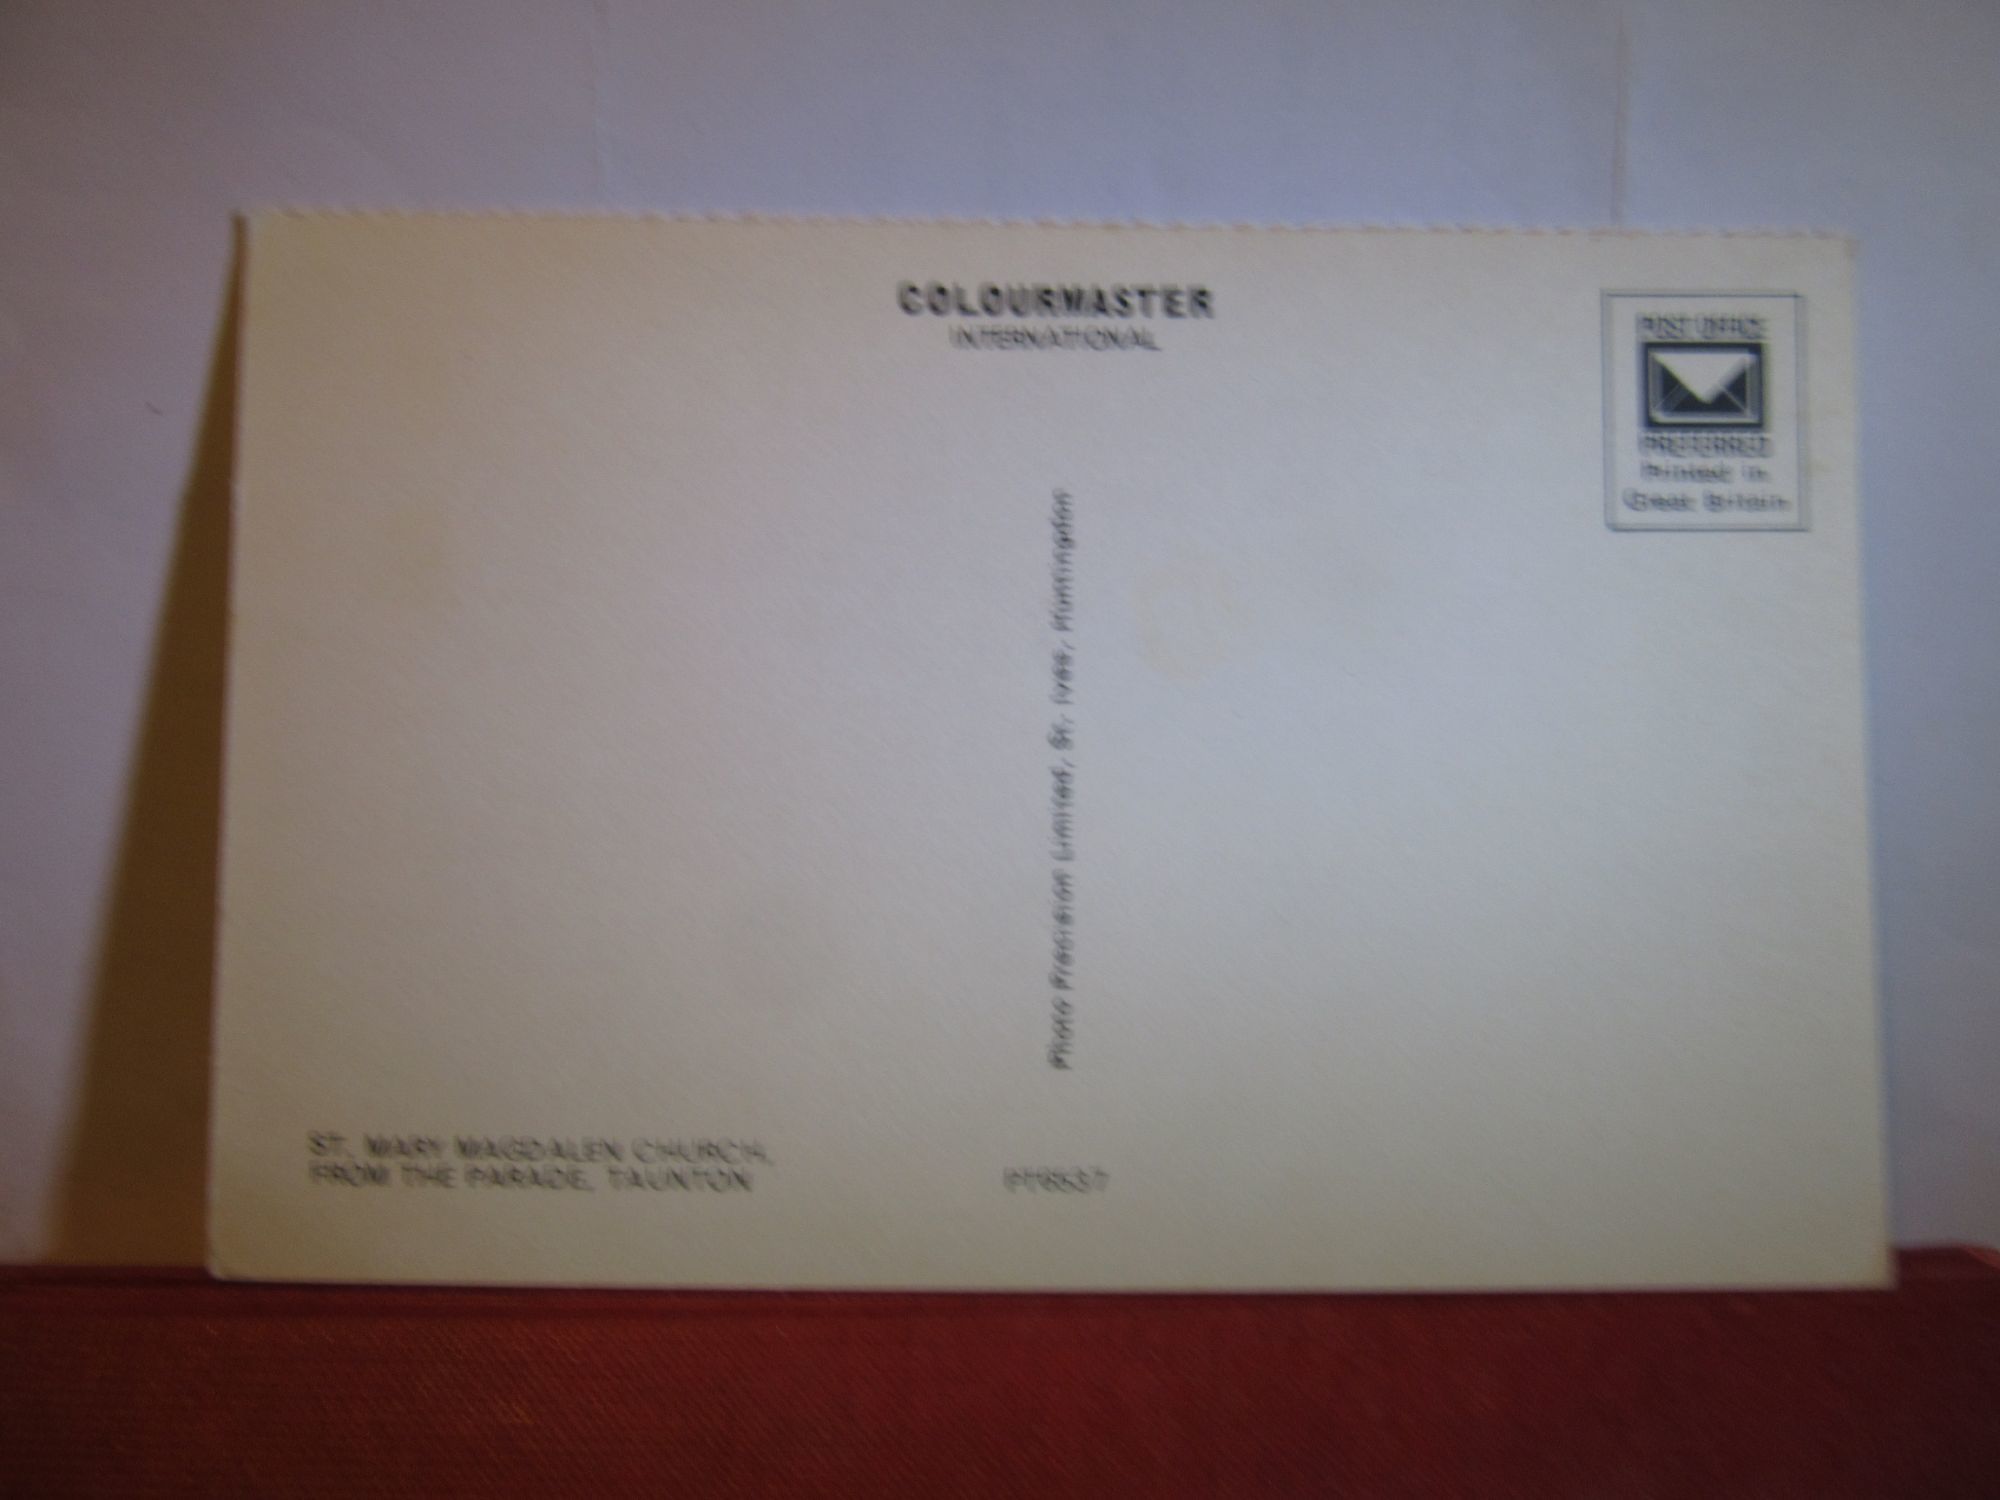 COLOURMASTER
INTERNATIONAL
POST OFFICE
PREFERRED
Printed in
Great Britain
Photo Precision Limited, St. Ives, Huntingdon
ST. MARY MAGDALEN CHURCH,
FROM THE PARADE, TAUNTON